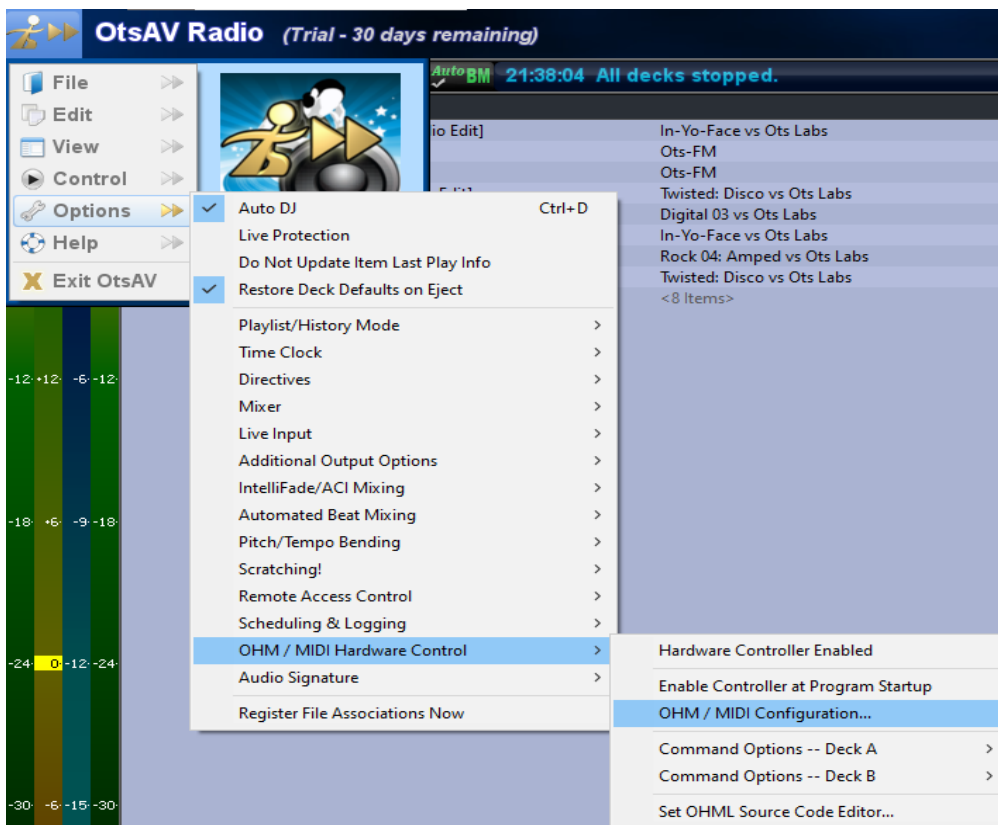 OtsAV Radio (Trial - 30 days remaining)
Auto BM 21:38:04 All decks stopped.
File
Edit
View
Control
Options
Help
Exit OtsAV
io Edit] In-Yo-Face vs Ots Labs
Ots-FM
Ots-FM
Twisted: Disco vs Ots Labs
Digital 03 vs Ots Labs
In-Yo-Face vs Ots Labs
Rock 04: Amped vs Ots Labs
Twisted: Disco vs Ots Labs
<8 Items>
Auto DJ Ctrl+D
Live Protection
Do Not Update Item Last Play Info
Restore Deck Defaults on Eject
Playlist/History Mode
Time Clock
Directives
Mixer
Live Input
Additional Output Options
IntelliFade/ACI Mixing
Automated Beat Mixing
Pitch/Tempo Bending
Scratching!
Remote Access Control
Scheduling & Logging
OHM / MIDI Hardware Control
Audio Signature
Register File Associations Now
Hardware Controller Enabled
Enable Controller at Program Startup
OHM / MIDI Configuration...
Command Options -- Deck A
Command Options -- Deck B
Set OHML Source Code Editor...
-12 +12 -6 -12
-18 +6 -9 -18
-24 0 -12 -24
-30 -6 -15 -30